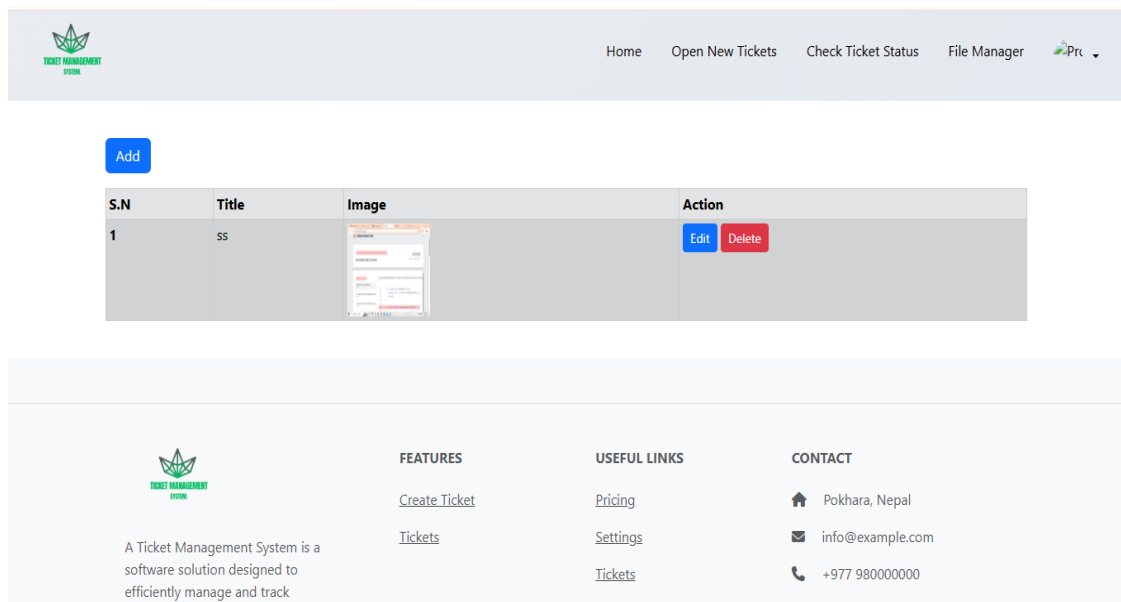 TICKET MANAGEMENT
SYSTEM.
Home Open New Tickets Check Ticket Status File Manager Pro
Add
S.N Title Image Action
1 ss Edit Delete
TICKET MANAGEMENT
SYSTEM.
A Ticket Management System is a
software solution designed to
efficiently manage and track
FEATURES
Create Ticket
Tickets
USEFUL LINKS
Pricing
Settings
Tickets
CONTACT
Pokhara, Nepal
info@example.com
+977 980000000